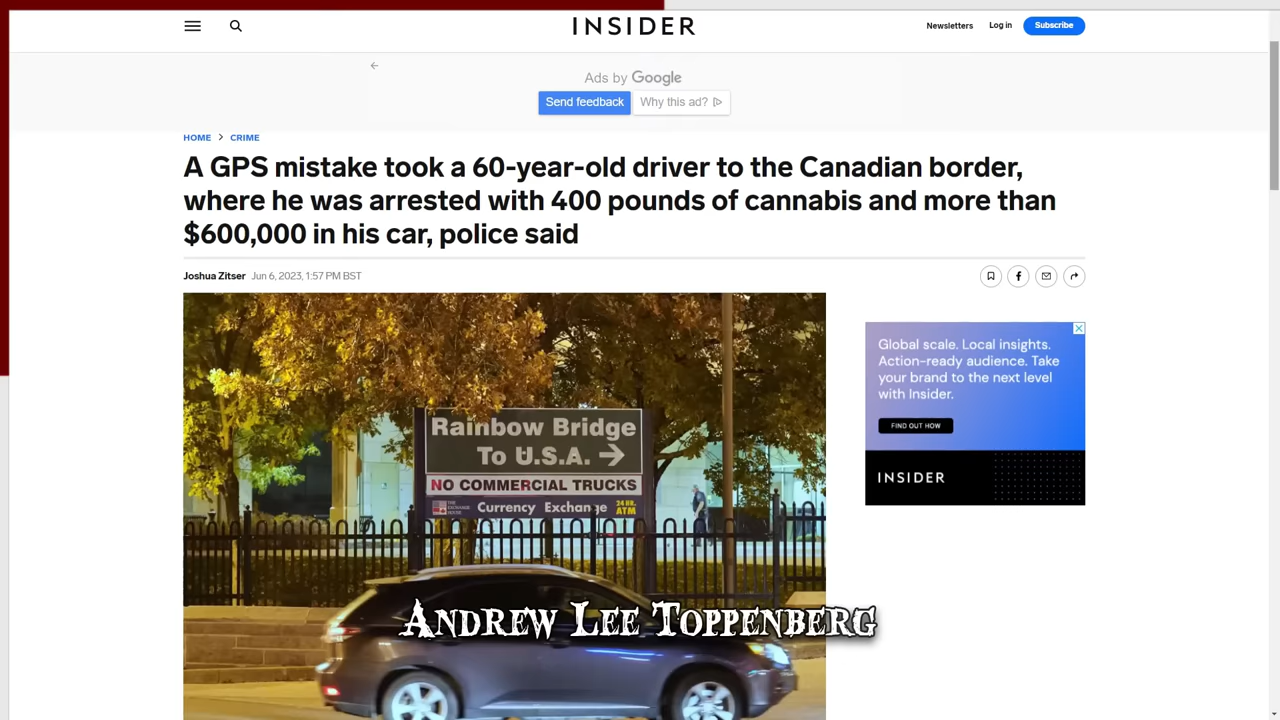 INSIDER
Newsletters
Log in
Subscribe
Ads by Google
Send feedback
Why this ad?
HOME > CRIME
A GPS mistake took a 60-year-old driver to the Canadian border,
where he was arrested with 400 pounds of cannabis and more than
$600,000 in his car, police said
Joshua Zitser Jun 6, 2023, 1:57 PM BST
Rainbow Bridge
To U.S.A. →
NO COMMERCIAL TRUCKS
Currency Exchange
24 HR.
ATM
Global scale. Local insights.
Action-ready audience. Take
your brand to the next level
with Insider.
FIND OUT HOW
INSIDER
Andrew Lee Toppenberg